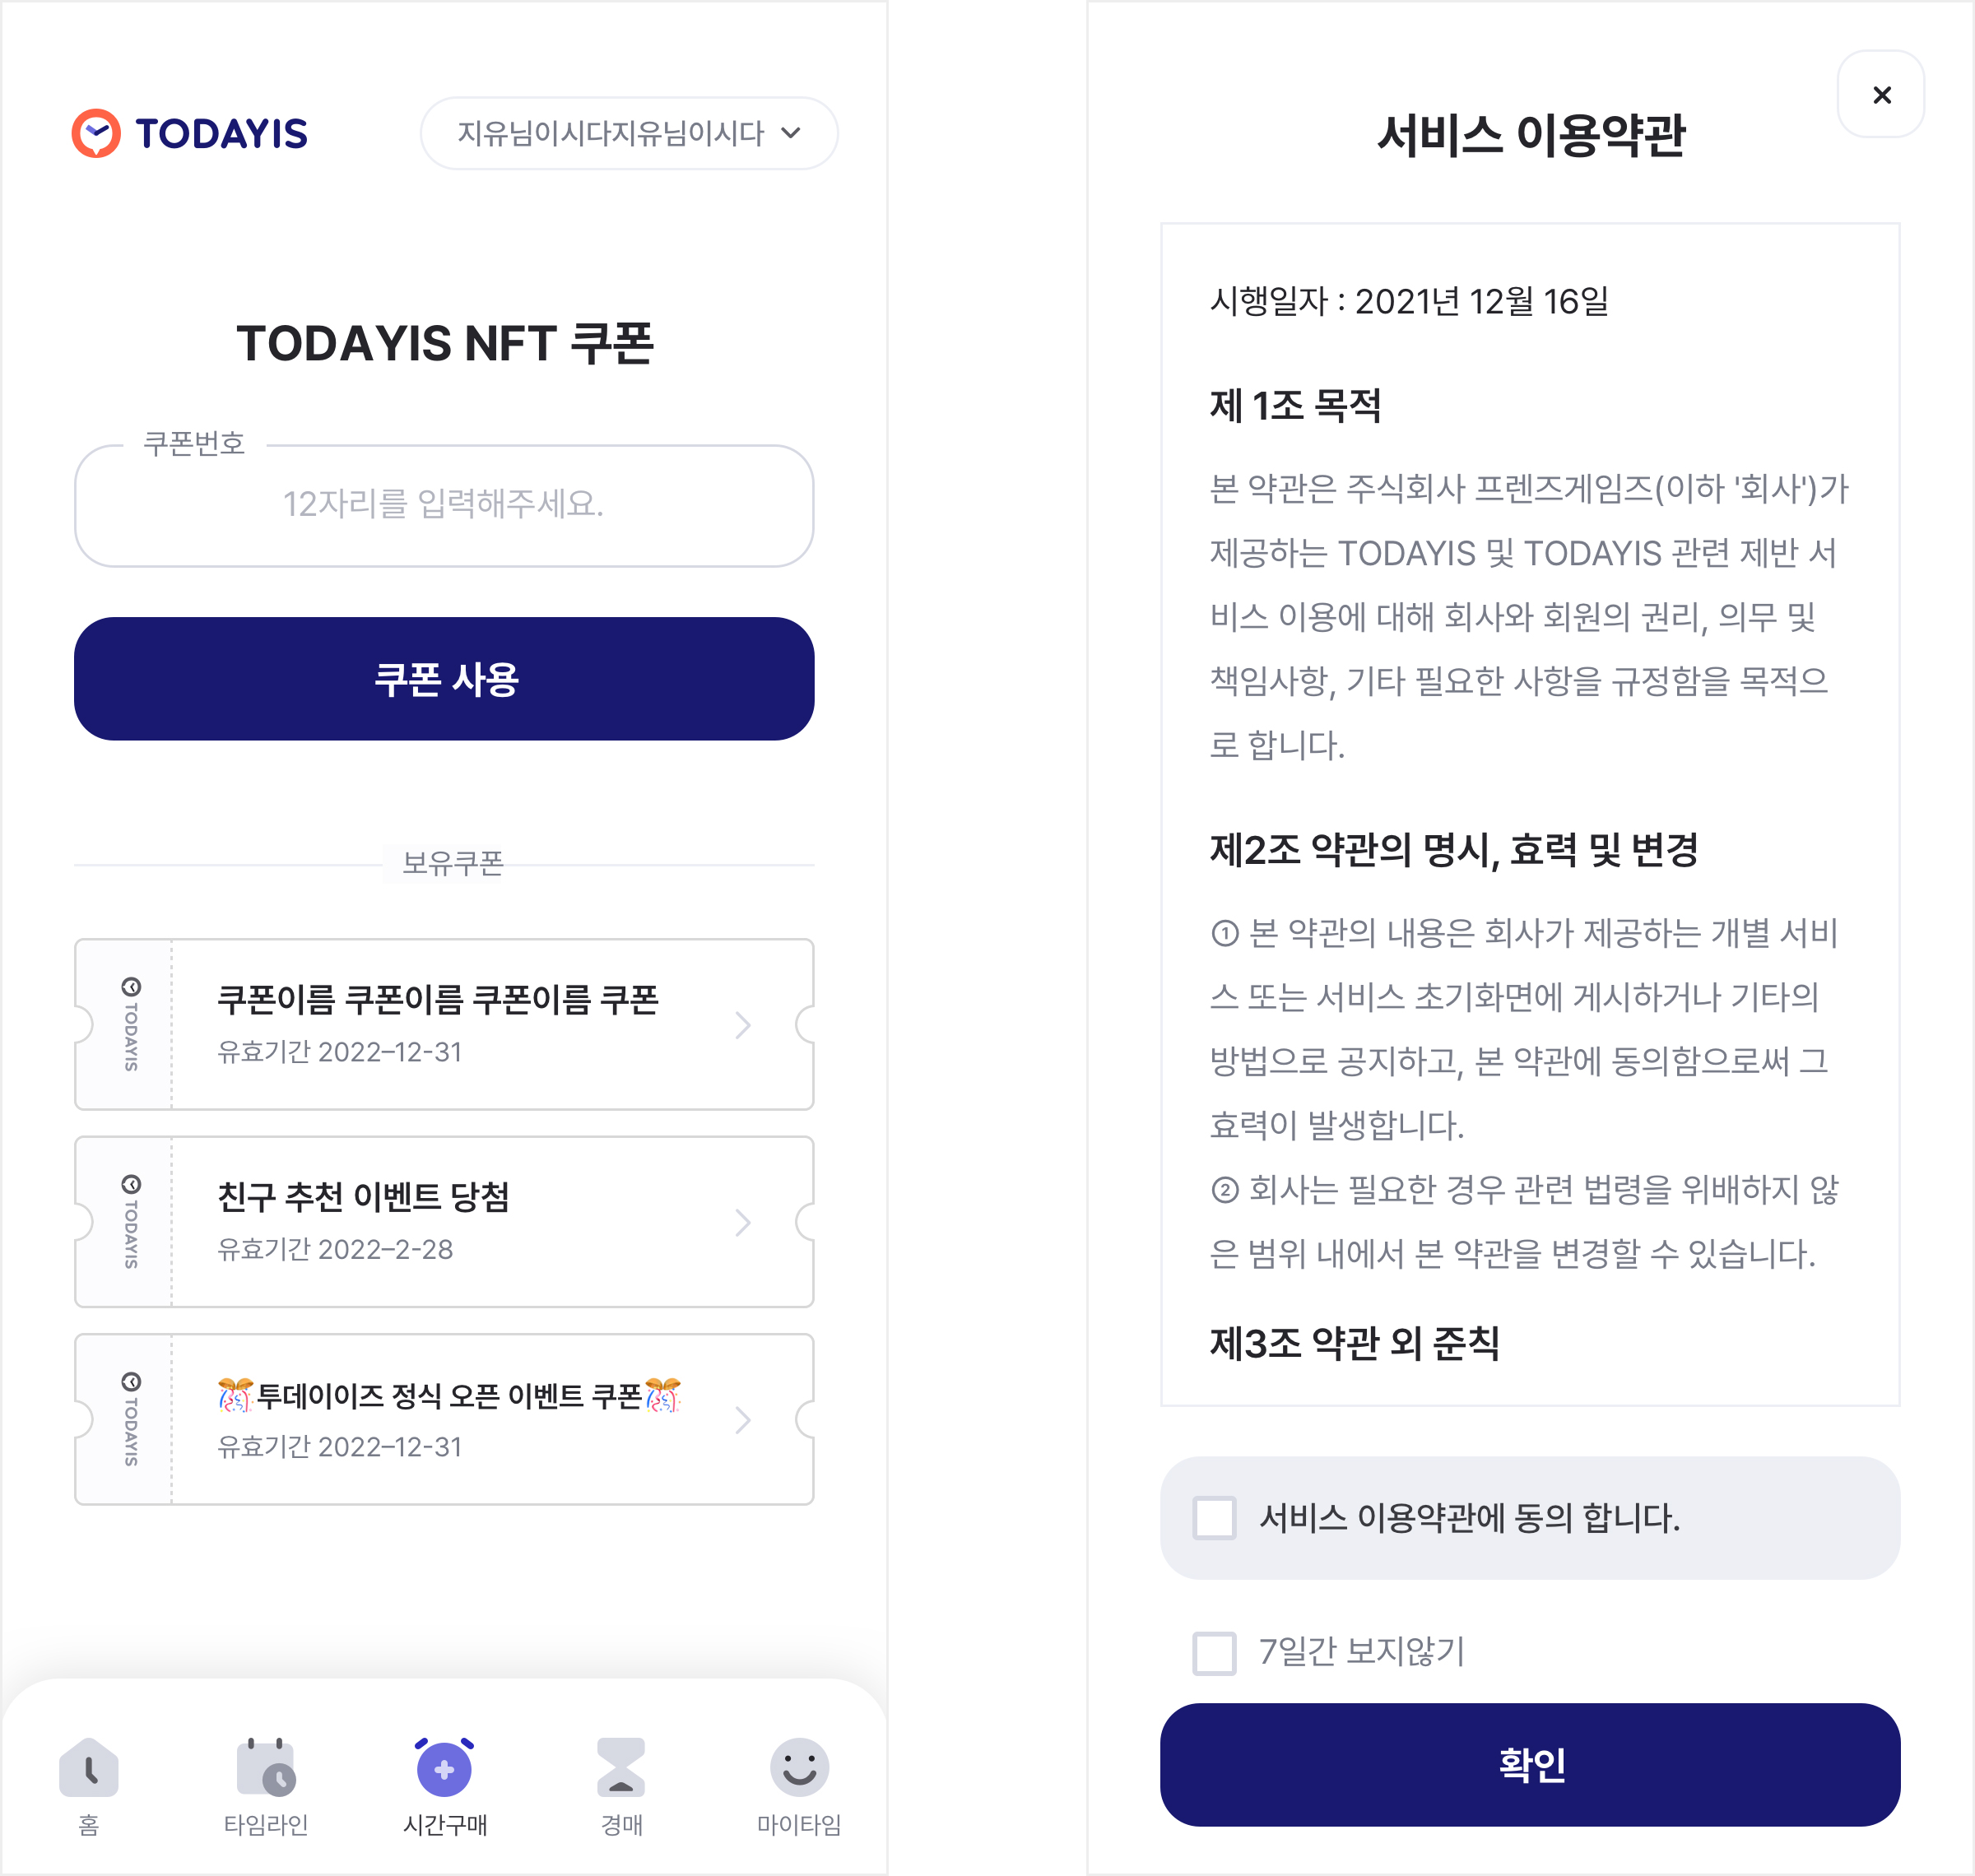 TODAYIS
지유님이시다지유님이시다
TODAYIS NFT 쿠폰
쿠폰번호
12자리를 입력해주세요.
쿠폰 사용
보유쿠폰
TODAYIS
쿠폰이름 쿠폰이름 쿠폰이름 쿠폰
유효기간 2022–12-31
TODAYIS
친구 추천 이벤트 당첨
유효기간 2022–2-28
TODAYIS
🎊투데이이즈 정식 오픈 이벤트 쿠폰🎊
유효기간 2022–12-31
홈
타임라인
시간구매
경매
마이타임
서비스 이용약관
시행일자 : 2021년 12월 16일
제 1조 목적
본 약관은 주식회사 프렌즈게임즈(이하 '회사')가
제공하는 TODAYIS 및 TODAYIS 관련 제반 서
비스 이용에 대해 회사와 회원의 권리, 의무 및
책임사항, 기타 필요한 사항을 규정함을 목적으
로 합니다.
제2조 약관의 명시, 효력 및 변경
① 본 약관의 내용은 회사가 제공하는 개별 서비
스 또는 서비스 초기화면에 게시하거나 기타의
방법으로 공지하고, 본 약관에 동의함으로써 그
효력이 발생합니다.
② 회사는 필요한 경우 관련 법령을 위배하지 않
은 범위 내에서 본 약관을 변경할 수 있습니다.
제3조 약관 외 준칙
서비스 이용약관에 동의 합니다.
7일간 보지않기
확인